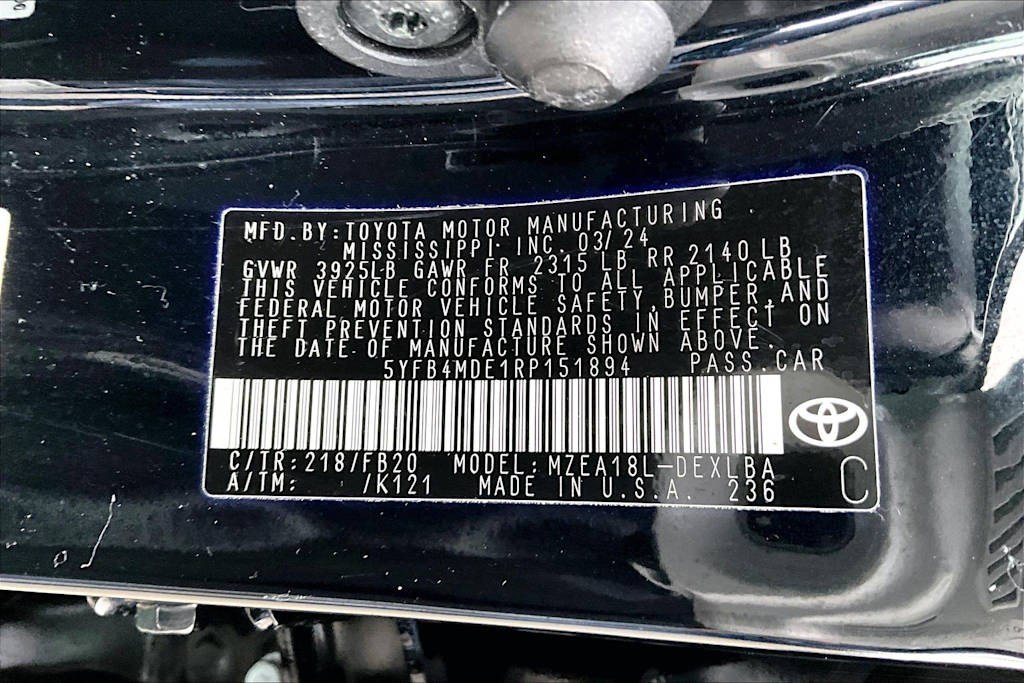 MFD.BY:TOYOTA MOTOR MANUFACTURING
MISSISSIPPI INC. 03/24
GVWR 3925LB GAWR FR 2315 LB RR 2140 LB
THIS VEHICLE CONFORMS TO ALL APPLICABLE
FEDERAL MOTOR VEHICLE SAFETY,BUMPER,AND
THEFT PREVENTION STANDARDS IN EFFECT ON
THE DATE OF MANUFACTURE SHOWN ABOVE.
5YFB4MDE1RP151894 PASS.CAR
C/TR:218/FB20 MODEL:MZEA18L-DEXLBA
A/TM: /K121 MADE IN U.S.A. 236 C